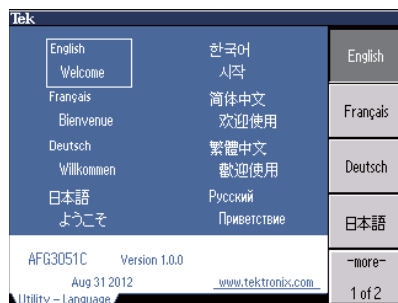 Tek
English
Welcome
Français
Bienvenue
Deutsch
Willkommen
日本語
ようこそ
한국어
시작
简体中文
欢迎使用
繁體中文
歡迎使用
Русский
Приветствие
AFG3051C Version 1.0.0
Aug 31 2012 www.tektronix.com
Utility – Language
English
Français
Deutsch
日本語
–more–
1 of 2